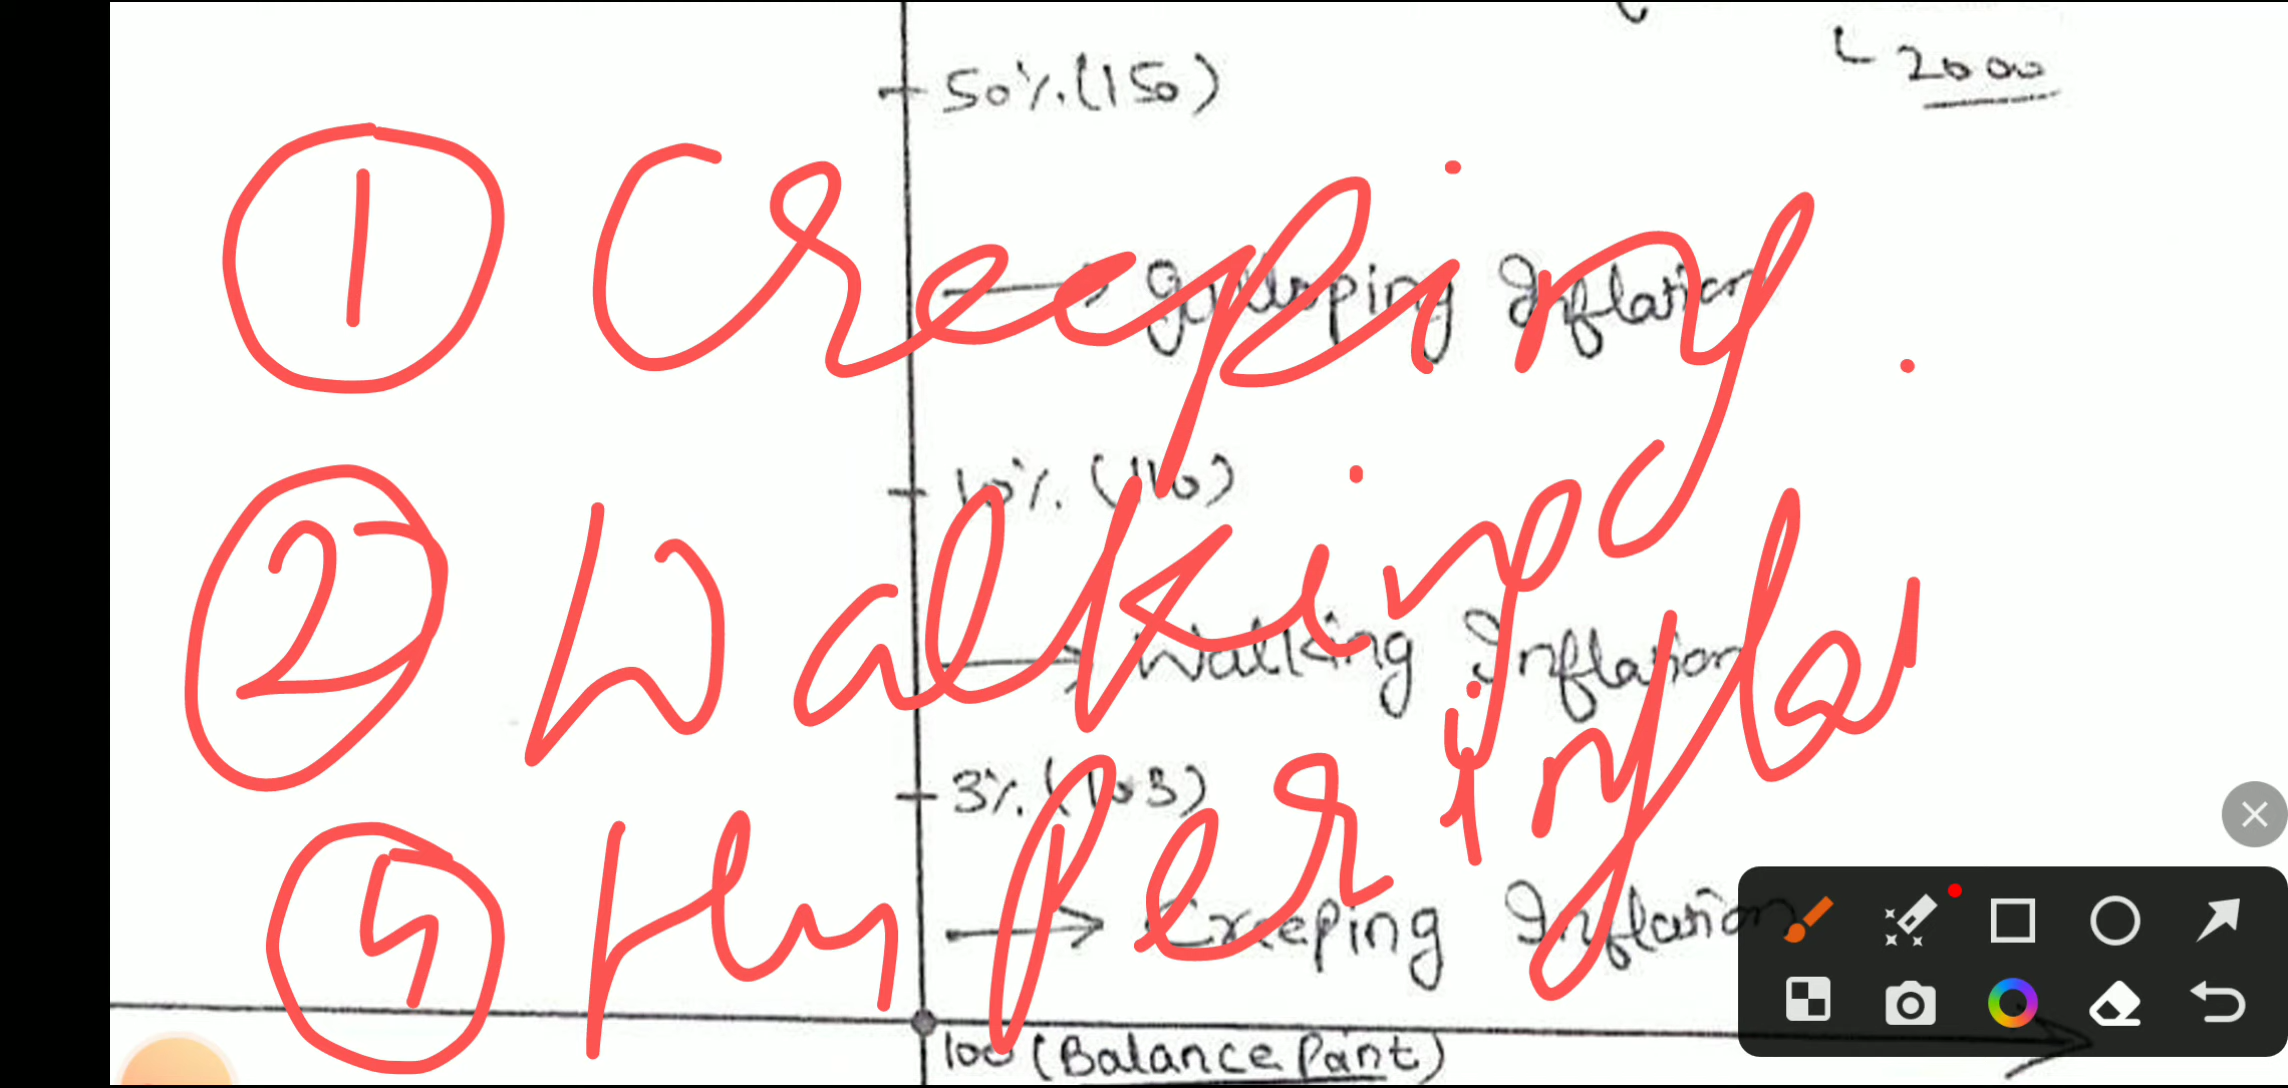 2000
50%(150)
① Creeping
→ Galloping Inflation
10%(110)
② Walking
→ Walking Inflation
3%(103)
Hyper infla
→ Creeping Inflation
100 (Balance Point)